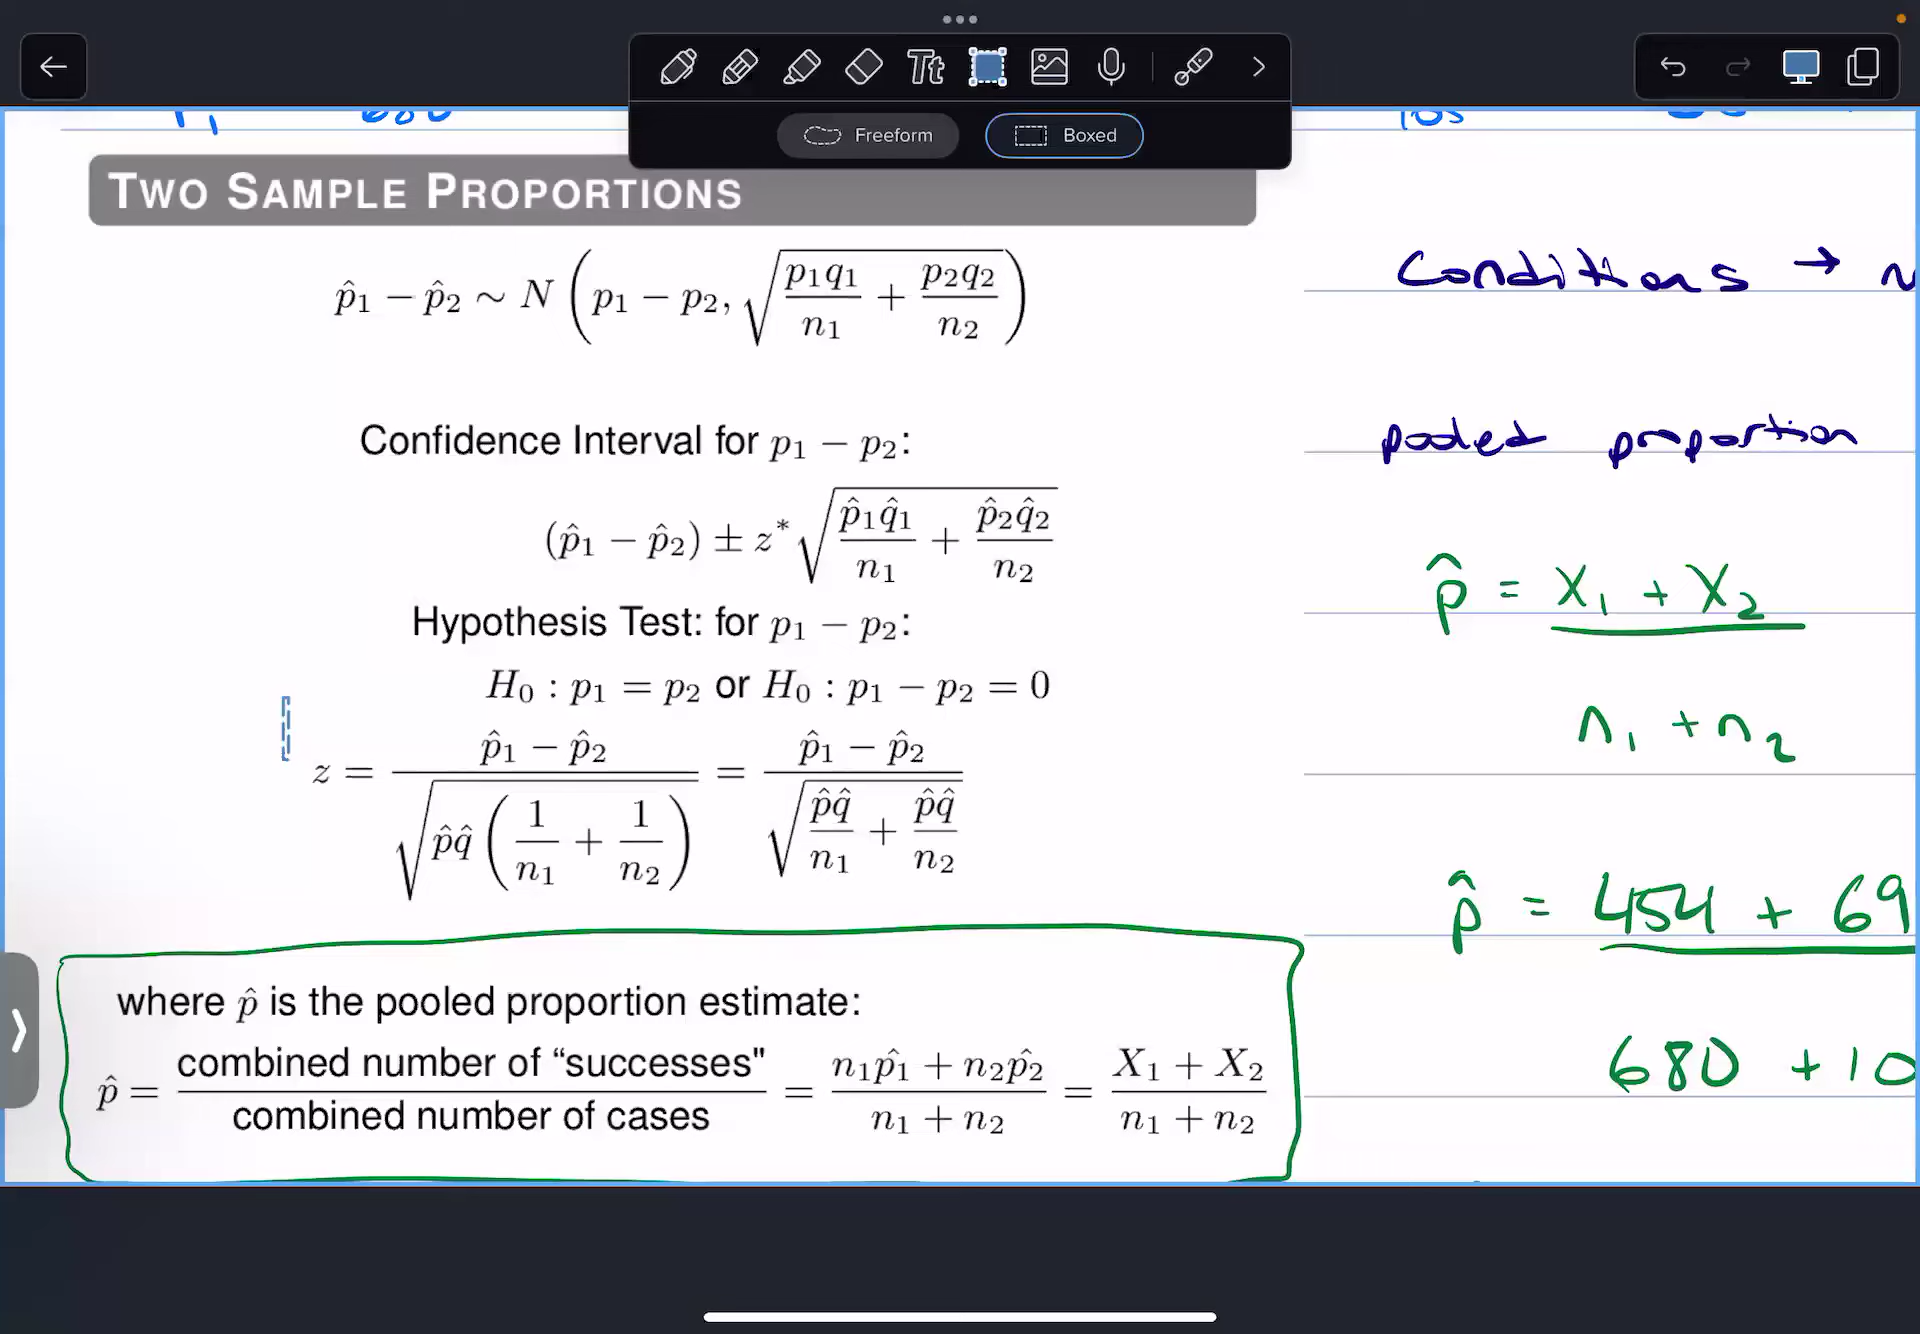 Tt
Freeform
Boxed
680
TWO SAMPLE PROPORTIONS
p̂₁ − p̂₂ ∼ N (p₁ − p₂, √(p₁q₁/n₁ + p₂q₂/n₂))
Confidence Interval for p₁ − p₂:
(p̂₁ − p̂₂) ± z* √(p̂₁q̂₁/n₁ + p̂₂q̂₂/n₂)
Hypothesis Test: for p₁ − p₂:
H₀ : p₁ = p₂ or H₀ : p₁ − p₂ = 0
z = (p̂₁ − p̂₂)/√(p̂q̂(1/n₁ + 1/n₂)) = (p̂₁ − p̂₂)/√(p̂q̂/n₁ + p̂q̂/n₂)
where p̂ is the pooled proportion estimate:
p̂ = combined number of “successes"/combined number of cases = (n₁p̂₁ + n₂p̂₂)/(n₁ + n₂) = (X₁ + X₂)/(n₁ + n₂)
Conditions →
pooled proportion
p̂ = X₁ + X₂
n₁ + n₂
p̂ = 454 + 69
680 + 10